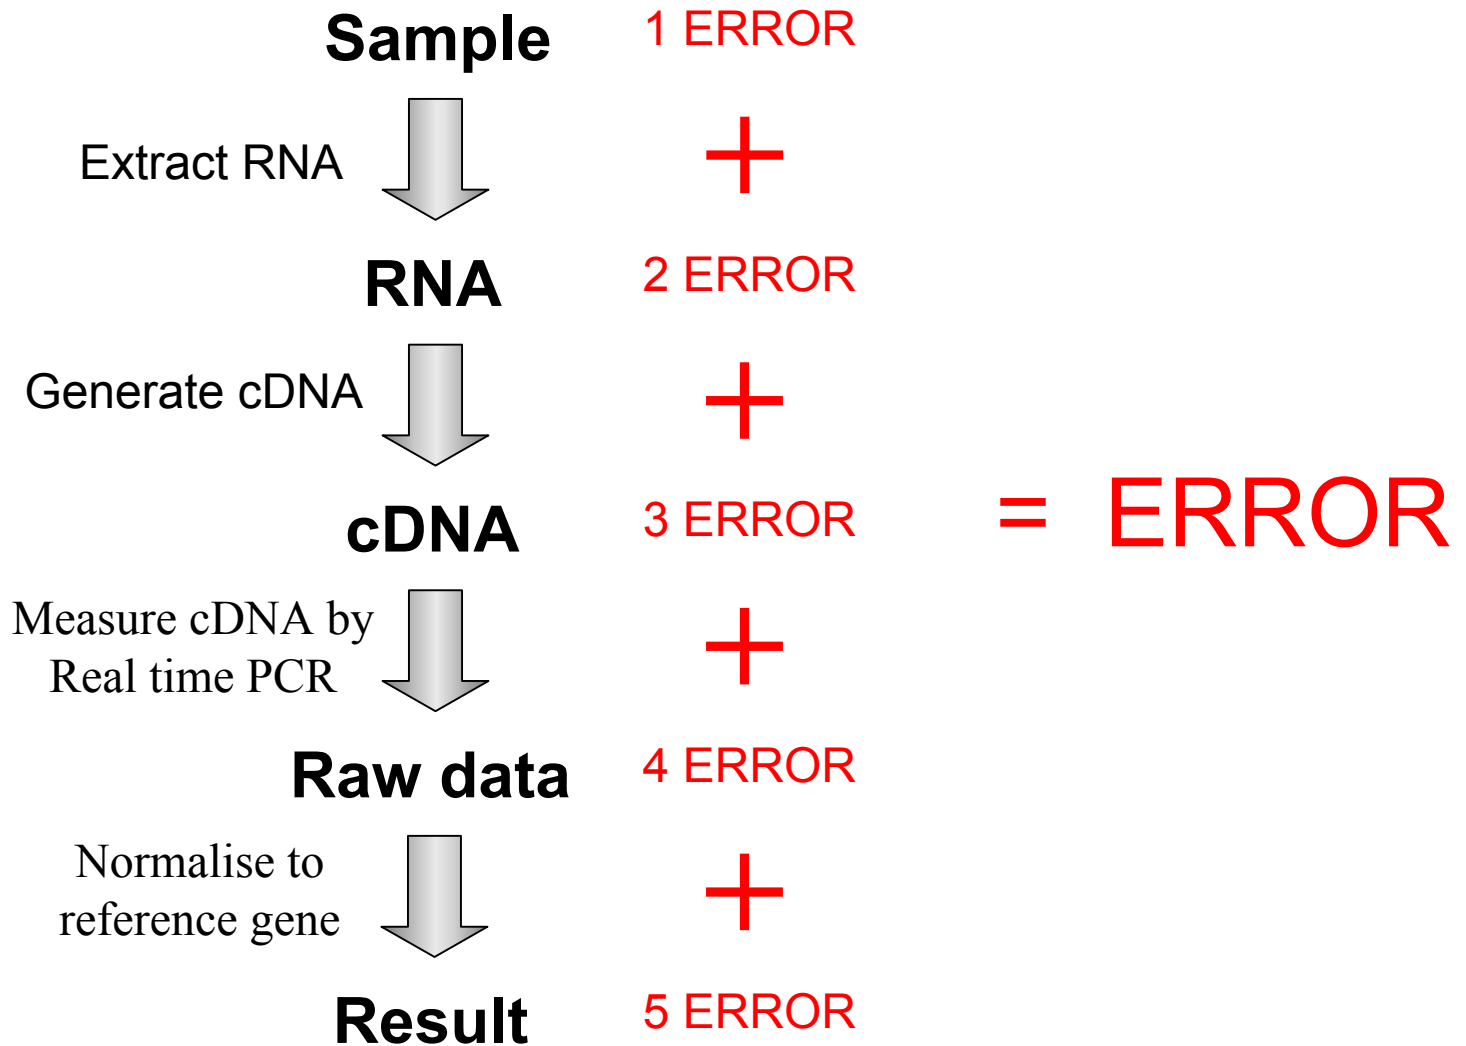 Sample
1 ERROR
Extract RNA
+
RNA
2 ERROR
Generate cDNA
+
cDNA
3 ERROR
= ERROR
Measure cDNA by
Real time PCR
+
Raw data
4 ERROR
Normalise to
reference gene
+
Result
5 ERROR